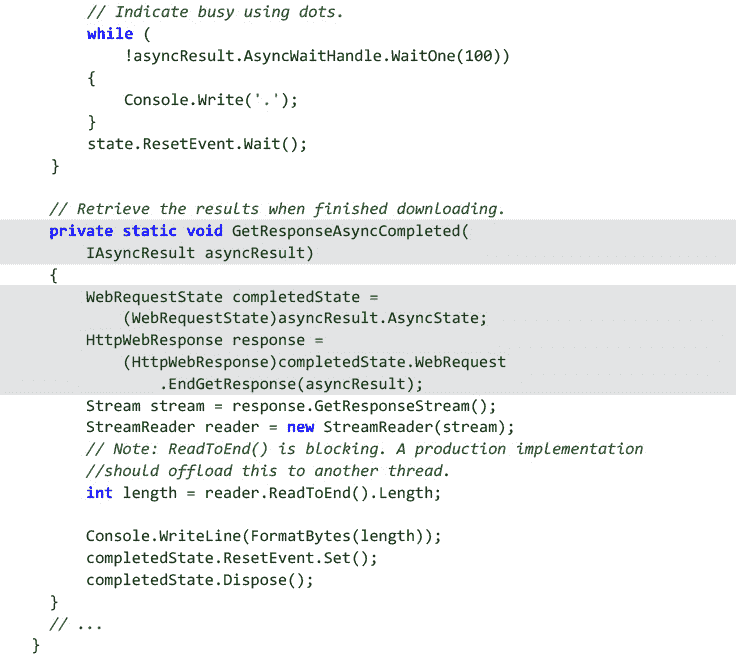 // Indicate busy using dots.
while (
!asyncResult.AsyncWaitHandle.WaitOne(100))
{
Console.Write('.');
}
state.ResetEvent.Wait();
}
// Retrieve the results when finished downloading.
private static void GetResponseAsyncCompleted(
IAsyncResult asyncResult)
{
WebRequestState completedState =
(WebRequestState)asyncResult.AsyncState;
HttpWebResponse response =
(HttpWebResponse)completedState.WebRequest
.EndGetResponse(asyncResult);
Stream stream = response.GetResponseStream();
StreamReader reader = new StreamReader(stream);
// Note: ReadToEnd() is blocking. A production implementation
//should offload this to another thread.
int length = reader.ReadToEnd().Length;
Console.WriteLine(FormatBytes(length));
completedState.ResetEvent.Set();
completedState.Dispose();
}
// ...
}